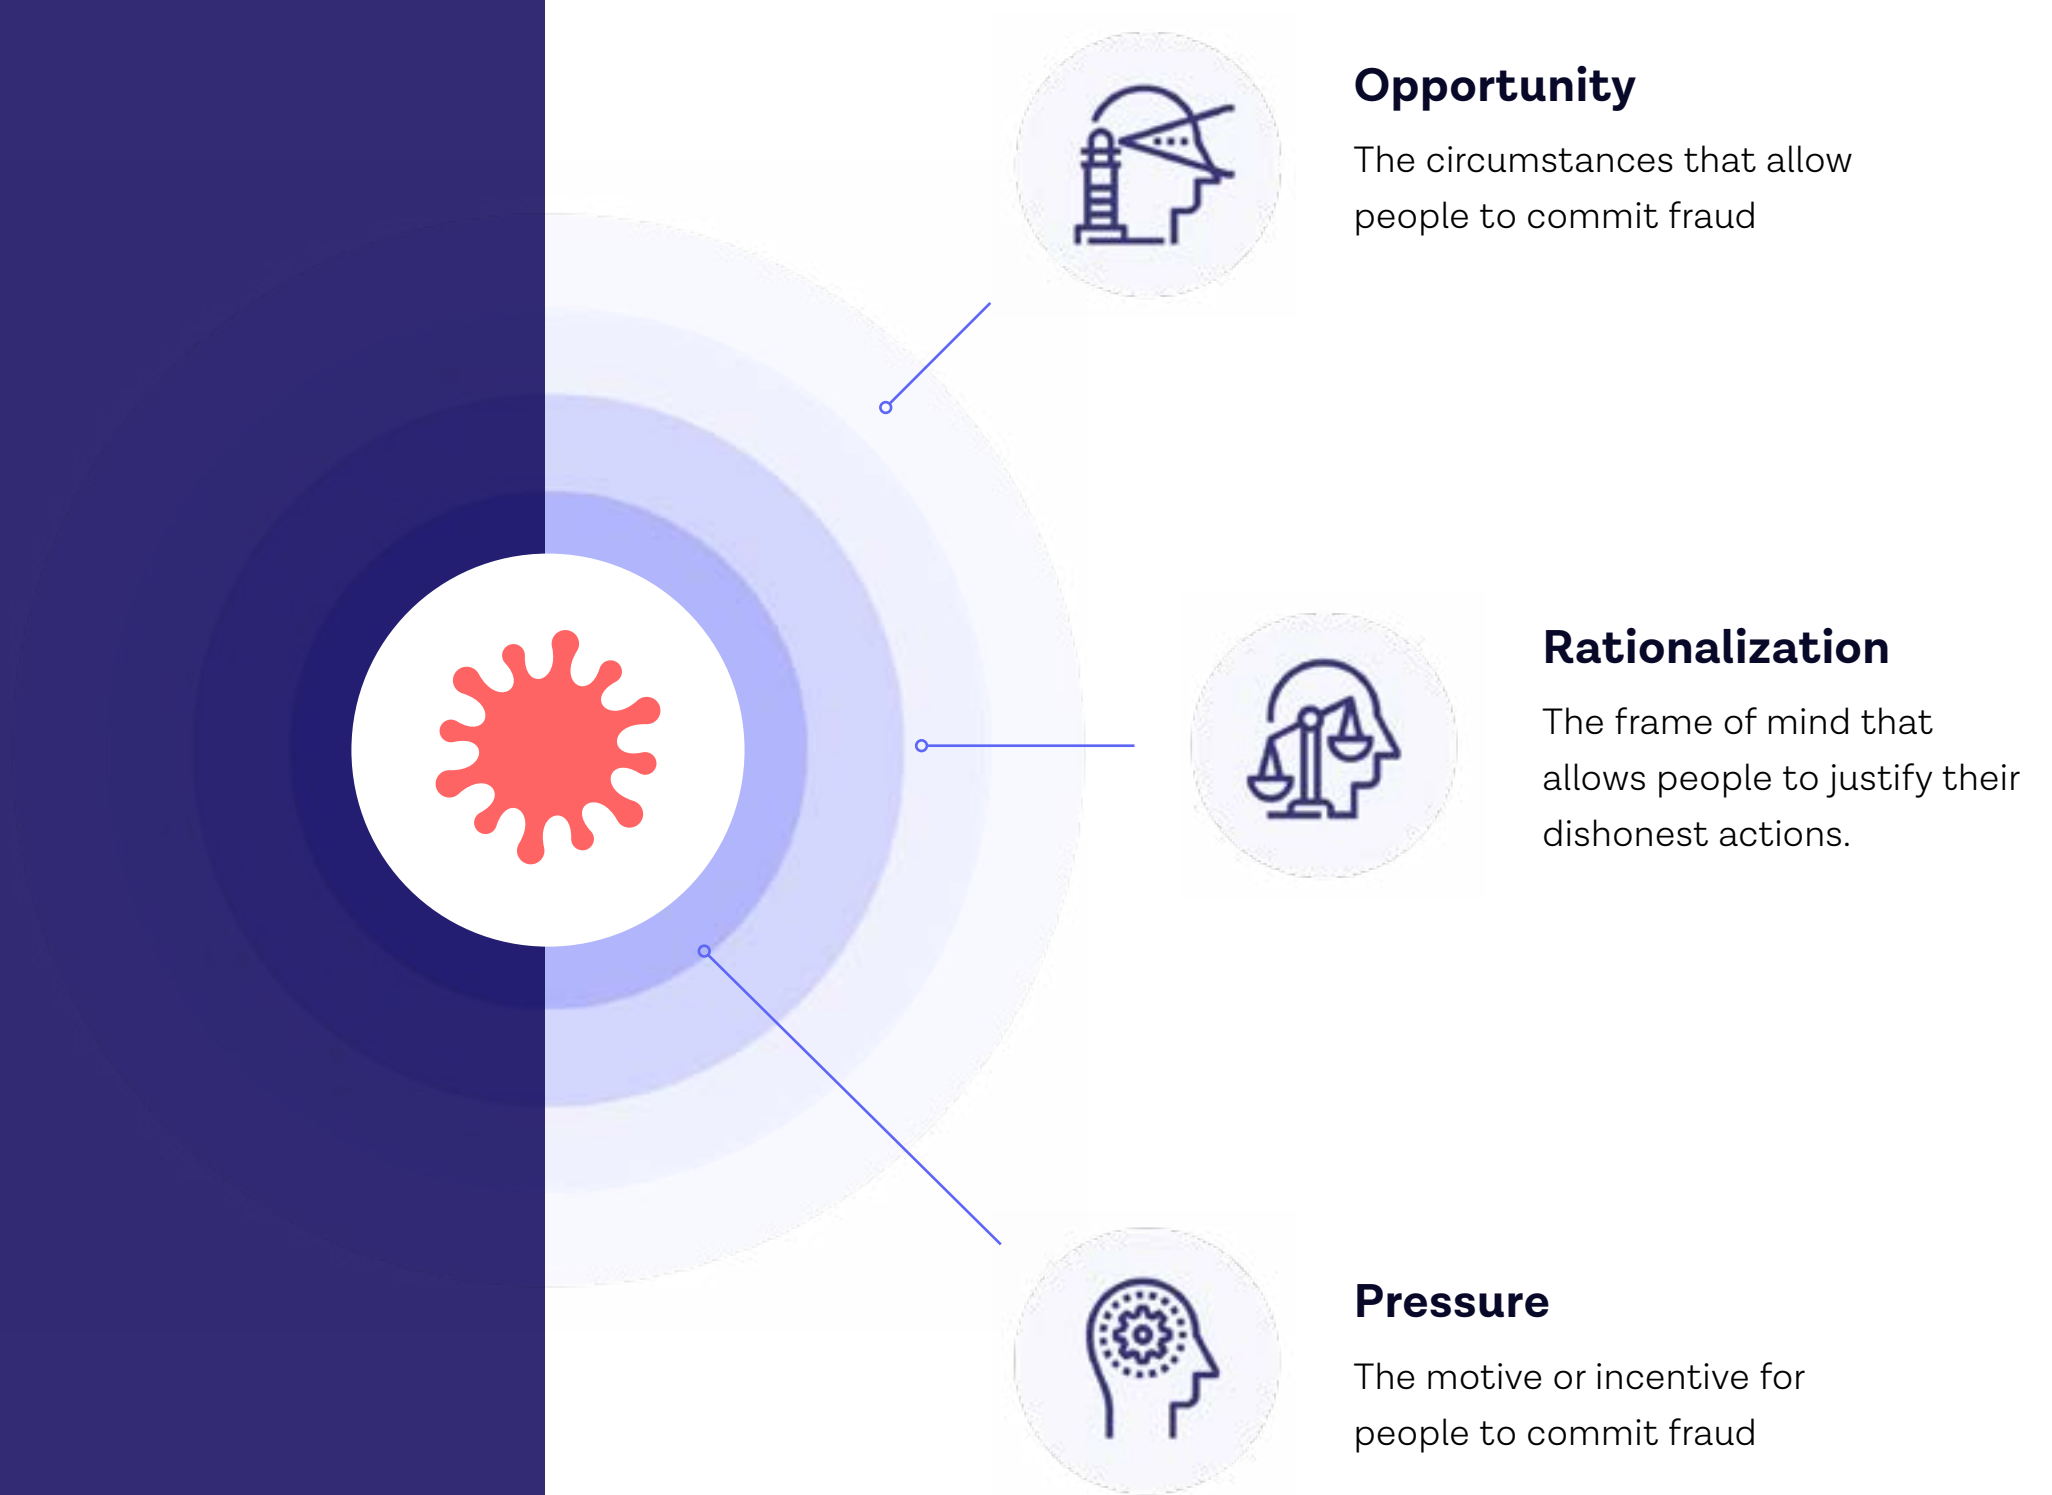 Opportunity
The circumstances that allow
people to commit fraud
Rationalization
The frame of mind that
allows people to justify their
dishonest actions.
Pressure
The motive or incentive for
people to commit fraud